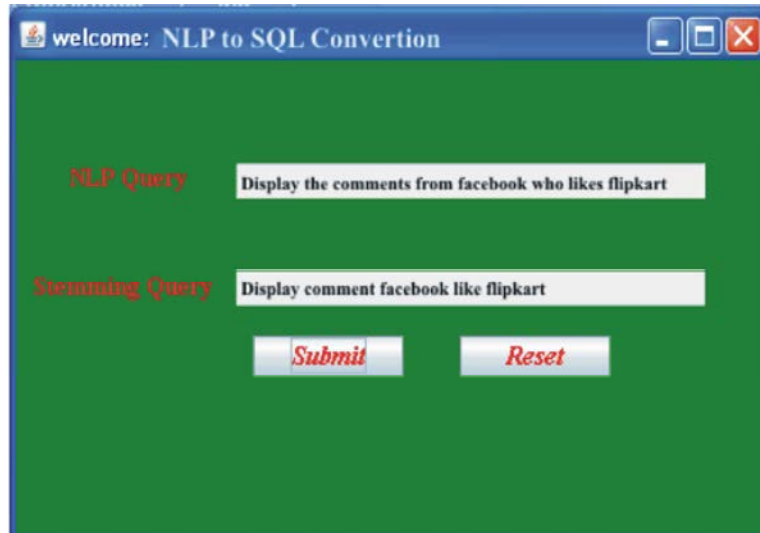 welcome: NLP to SQL Convertion
NLP Query
Display the comments from facebook who likes flipkart
Stemming Query
Display comment facebook like flipkart
Submit
Reset